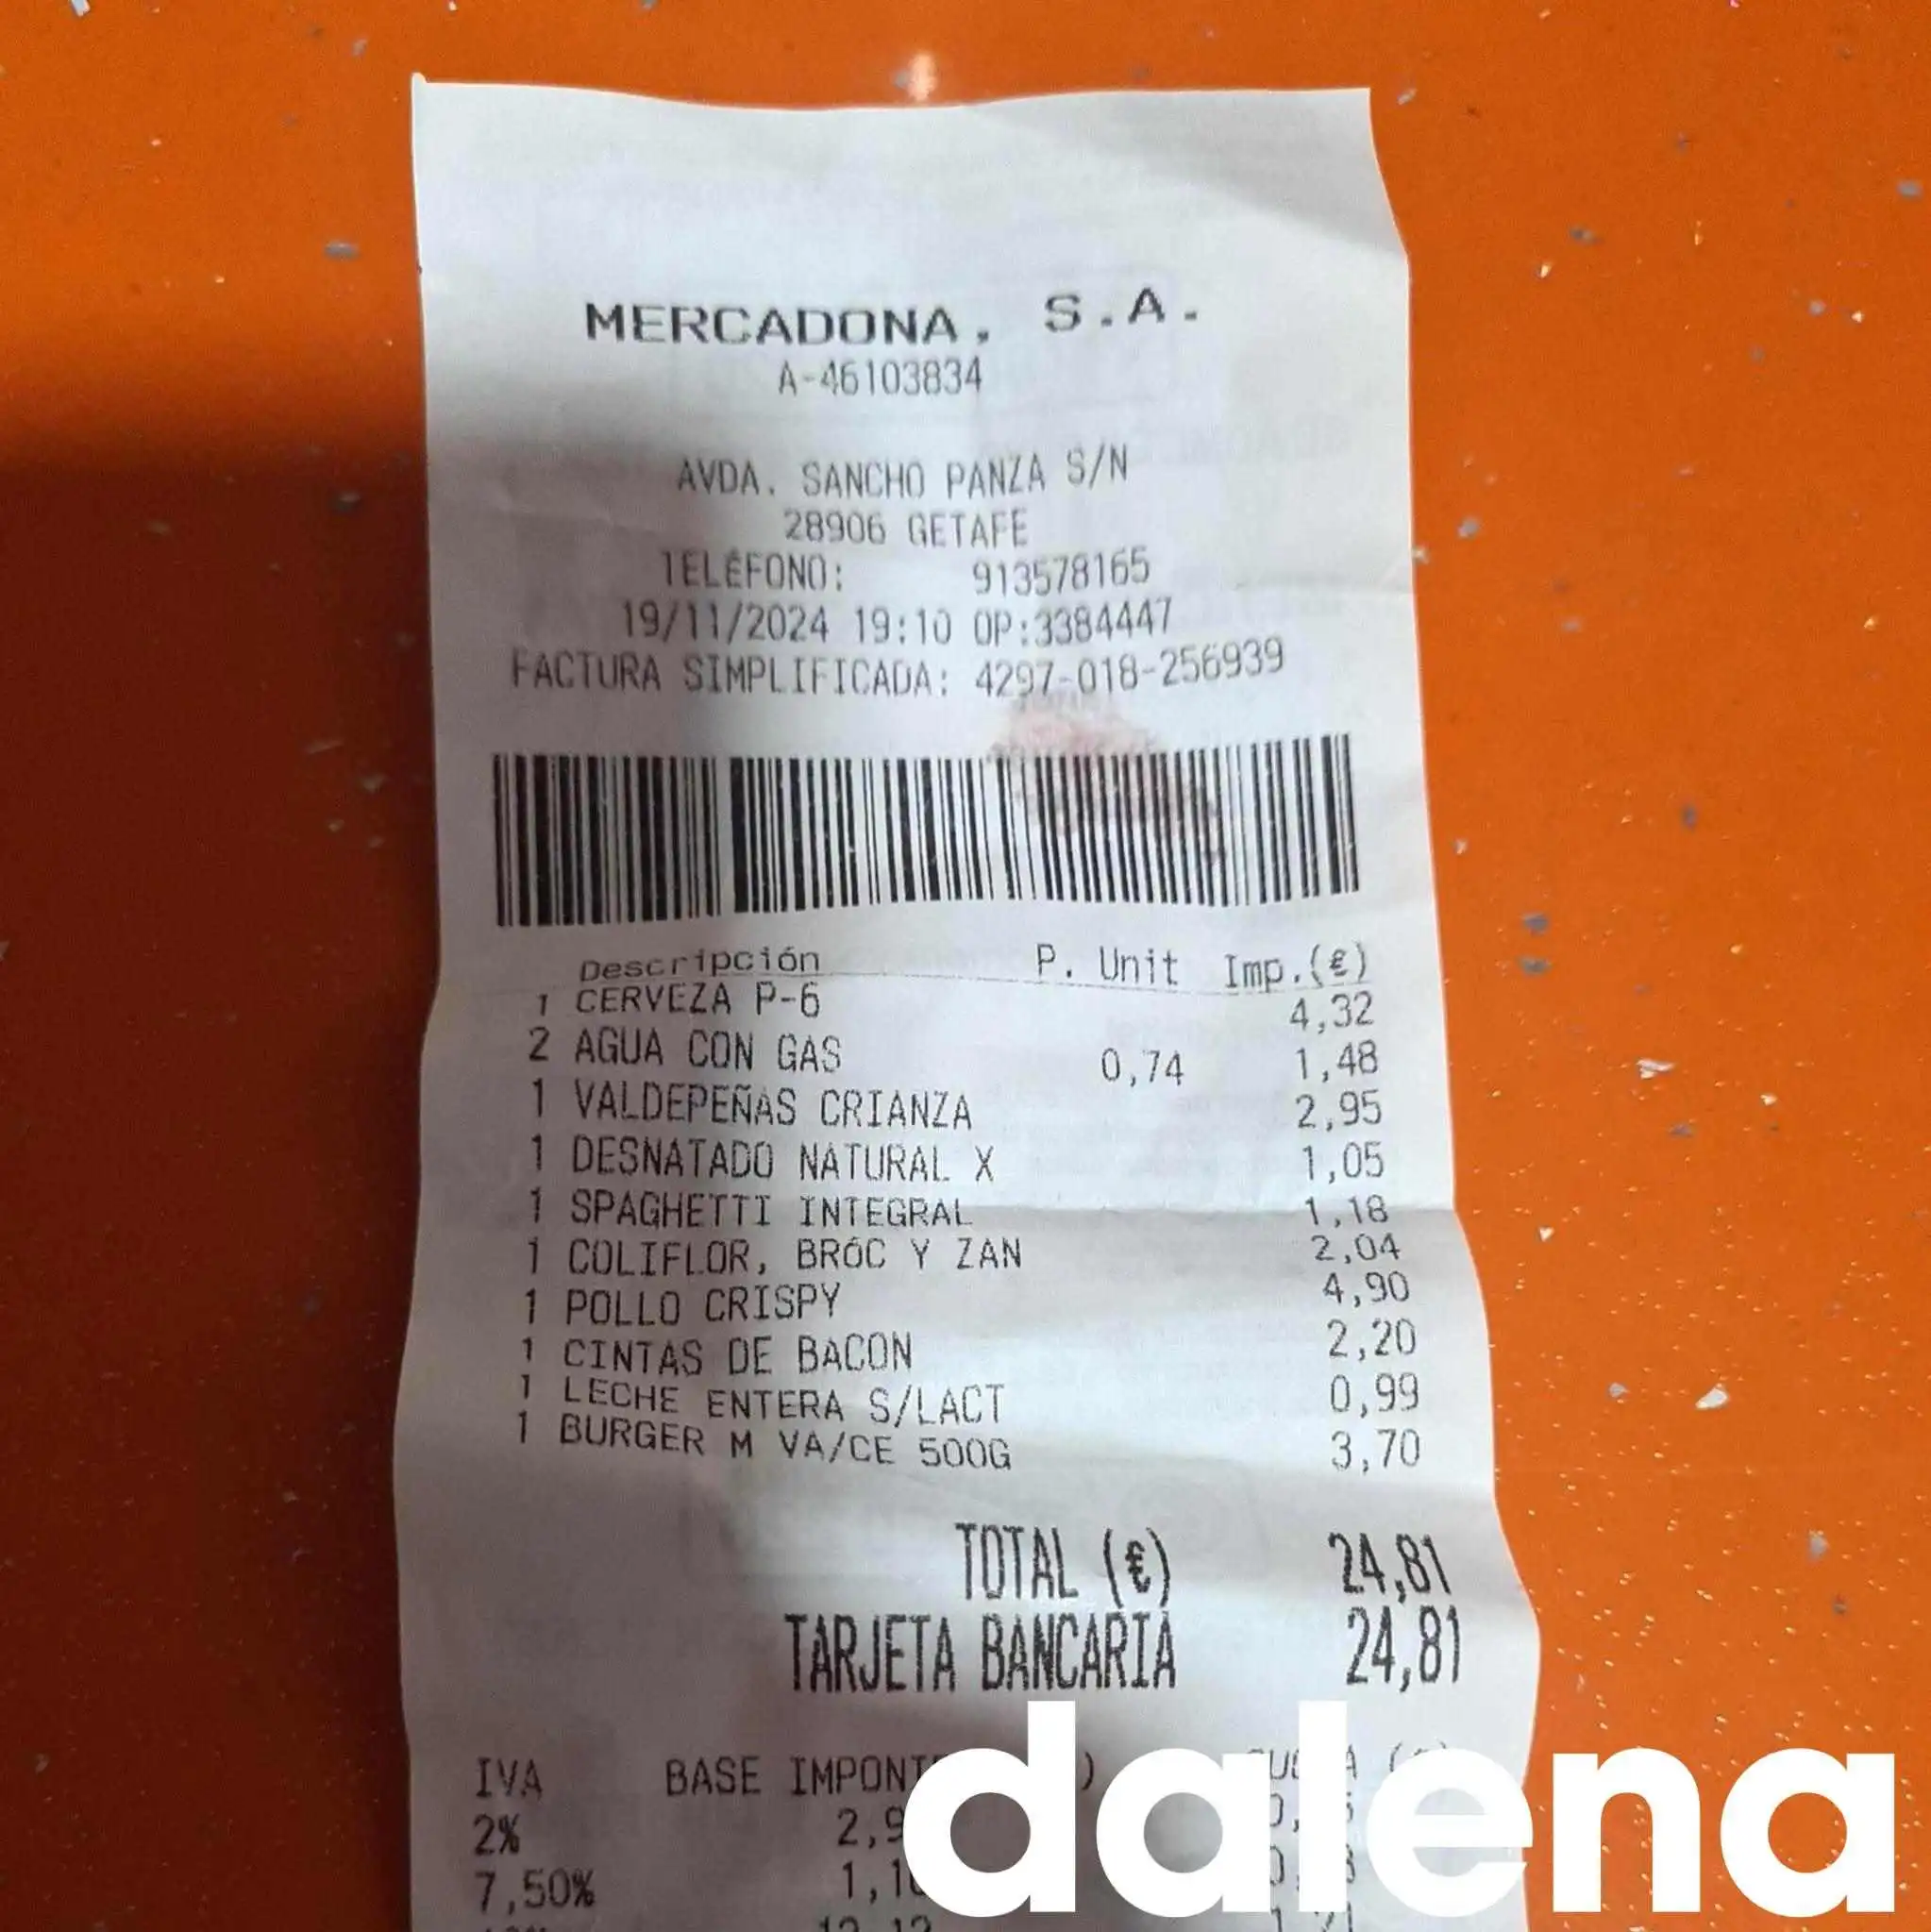 MERCADONA, S.A.
A-46103834
AVDA. SANCHO PANZA S/N
28906 GETAFE
TELÉFONO: 913578165
19/11/2024 19:10 OP:3384447
FACTURA SIMPLIFICADA: 4297-018-256939
Descripción P. Unit Imp.(€)
1 CERVEZA P-6 4,32
2 AGUA CON GAS 0,74 1,48
1 VALDEPEÑAS CRIANZA 2,95
1 DESNATADO NATURAL X 1,05
1 SPAGHETTI INTEGRAL 1,18
1 COLIFLOR, BRÓC Y ZAN 2,04
1 POLLO CRISPY 4,90
1 CINTAS DE BACON 2,20
1 LECHE ENTERA S/LACT 0,99
1 BURGER M VA/CE 500G 3,70
TOTAL (€) 24,81
TARJETA BANCARIA 24,81
IVA BASE
2%
7,50%
dalena